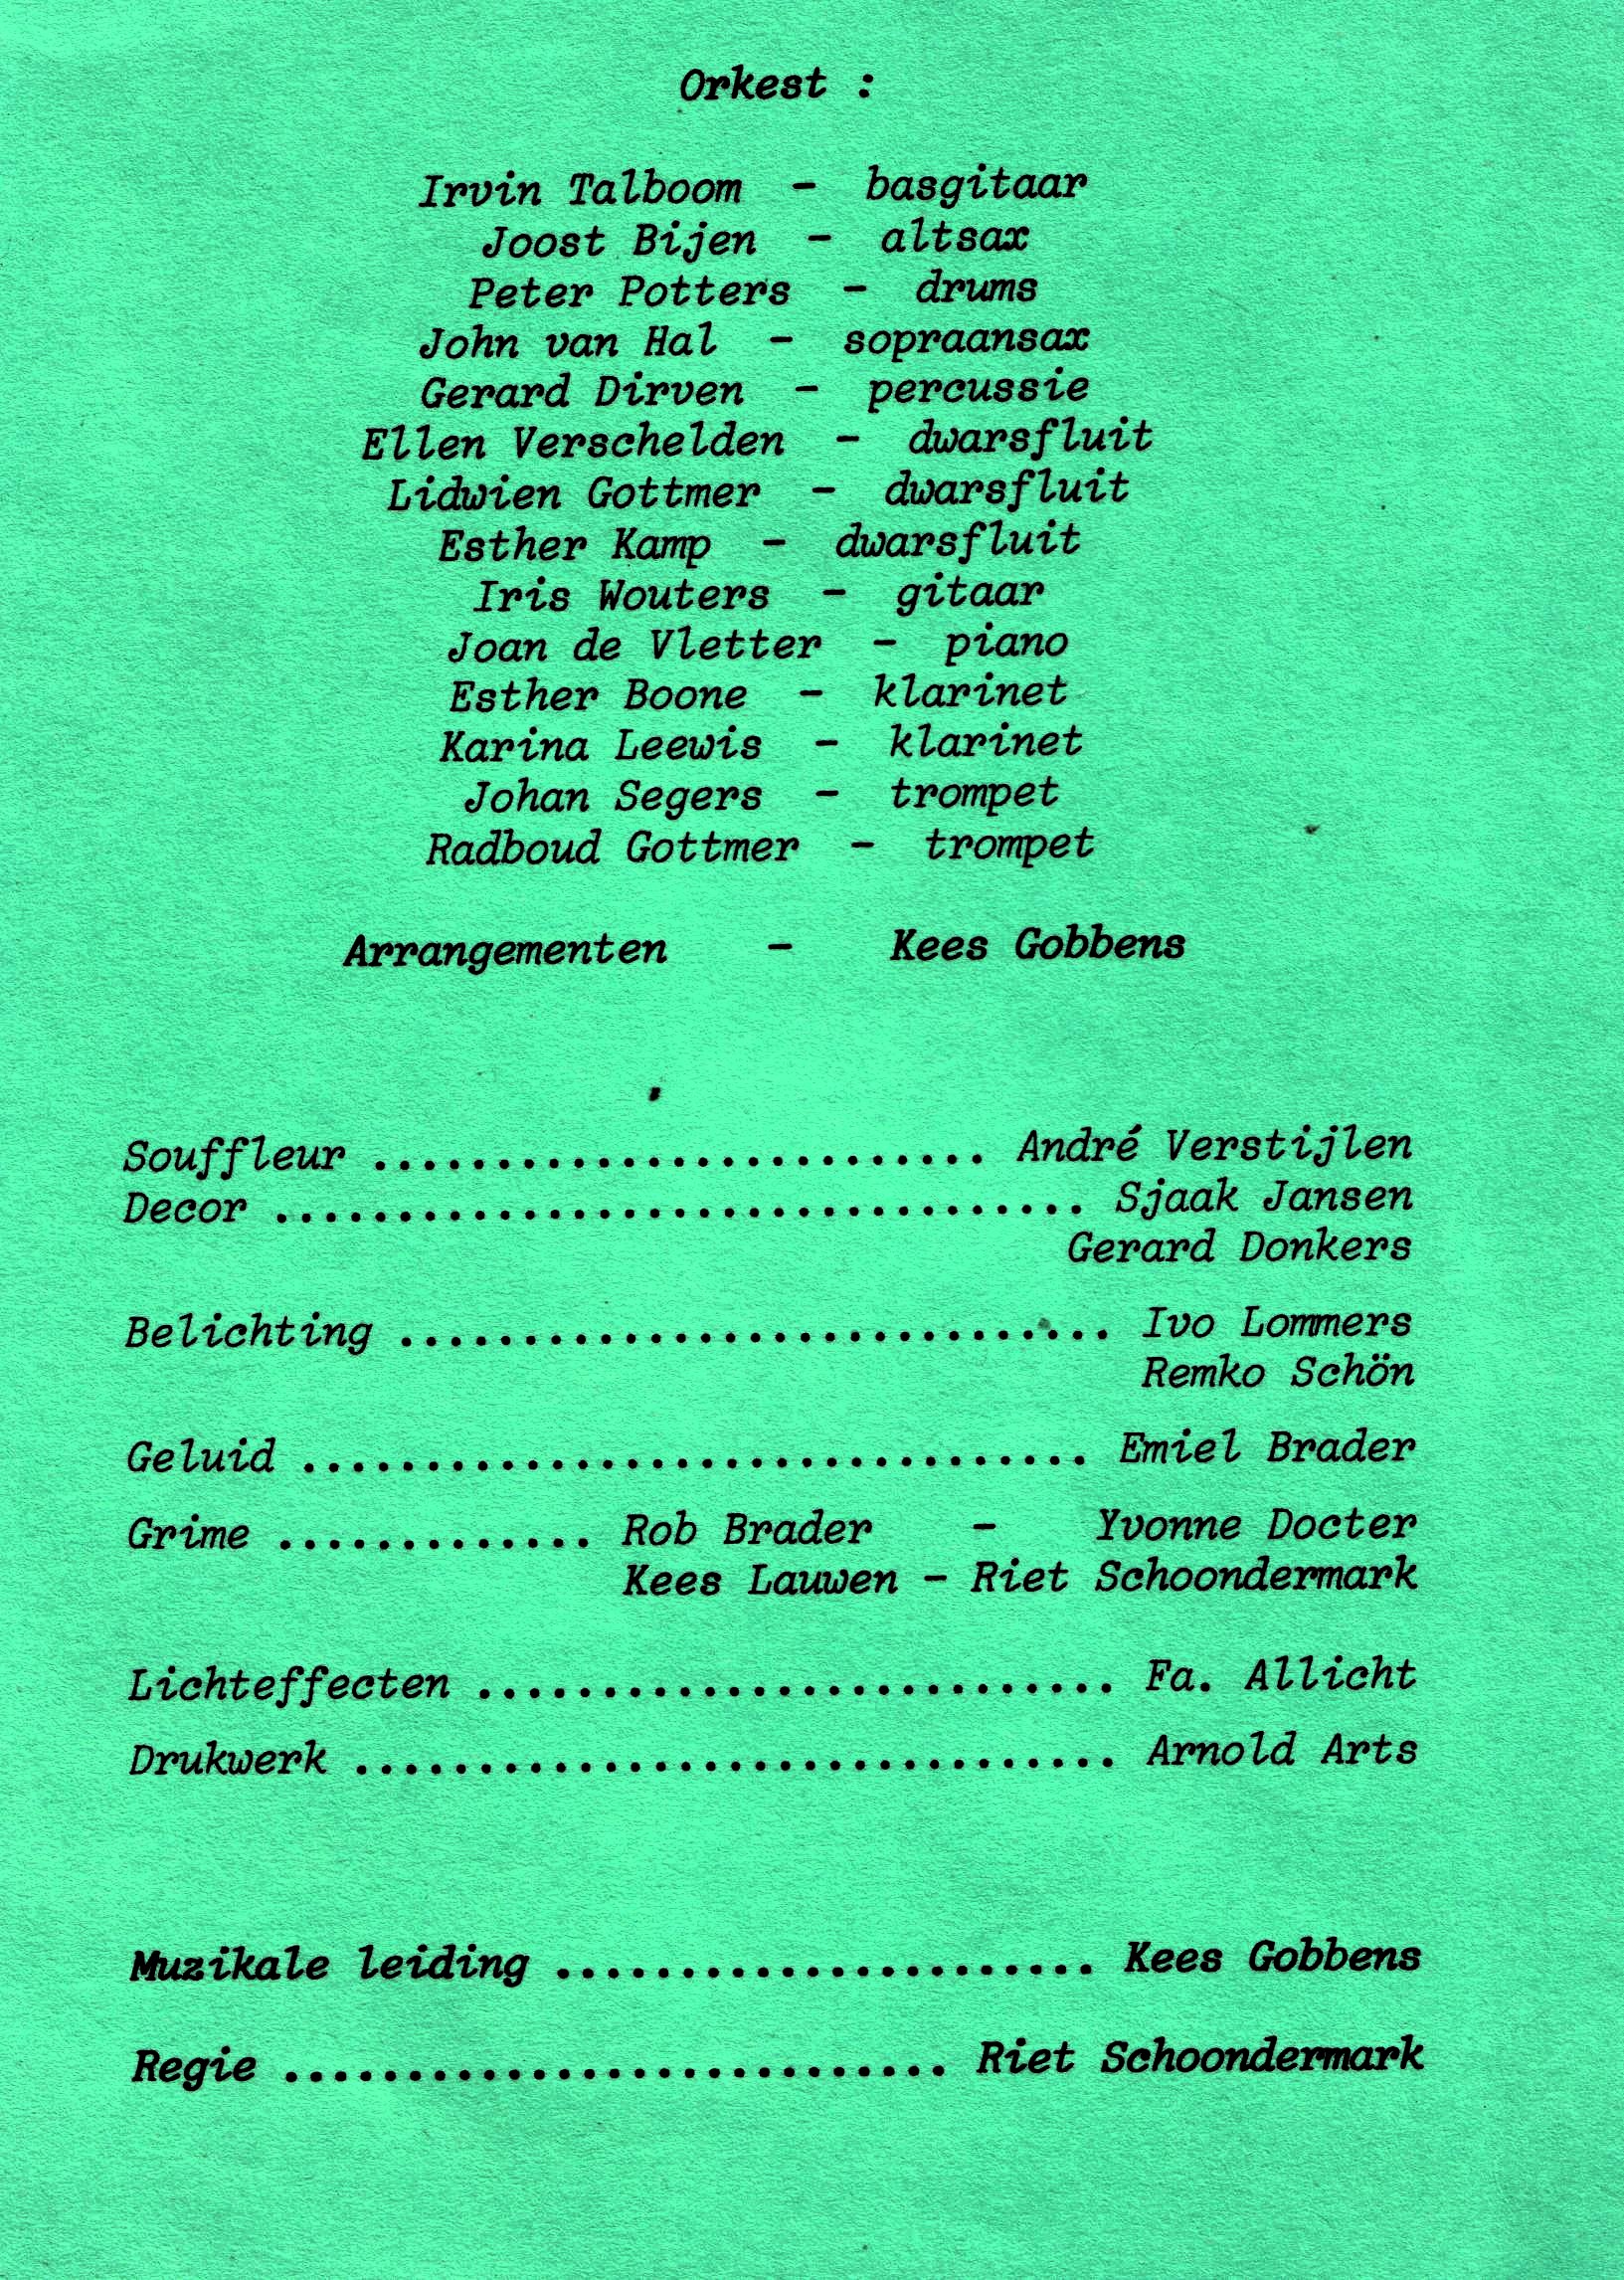 Orkest :
Irvin Talboom - basgitaar
Joost Bijen - altsax
Peter Potters - drums
John van Hal - sopraansax
Gerard Dirven - percussie
Ellen Verschelden - dwarsfluit
Lidwien Gottmer - dwarsfluit
Esther Kamp - dwarsfluit
Iris Wouters - gitaar
Joan de Vletter - piano
Esther Boone - klarinet
Karina Leewis - klarinet
Johan Segers - trompet
Radboud Gottmer - trompet
Arrangementen - Kees Gobbens
Souffleur ......................... André Verstijlen
Decor ................................. Sjaak Jansen
Gerard Donkers
Belichting ............................. Ivo Lommers
Remko Schön
Geluid ................................ Emiel Brader
Grime ............. Rob Brader - Yvonne Docter
Kees Lauwen - Riet Schoondermark
Lichteffecten .......................... Fa. Allicht
Drukwerk ............................... Arnold Arts
Muzikale leiding ...................... Kees Gobbens
Regie ........................... Riet Schoondermark